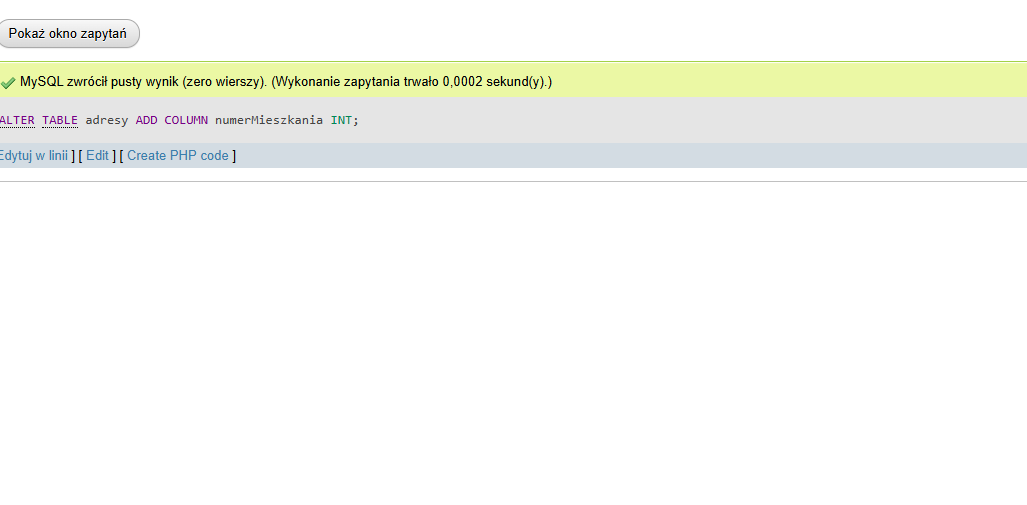 Pokaż okno zapytań
MySQL zwrócił pusty wynik (zero wierszy). (Wykonanie zapytania trwało 0,0002 sekund(y).)
ALTER TABLE adresy ADD COLUMN numerMieszkania INT;
Edytuj w linii ] [ Edit ] [ Create PHP code ]